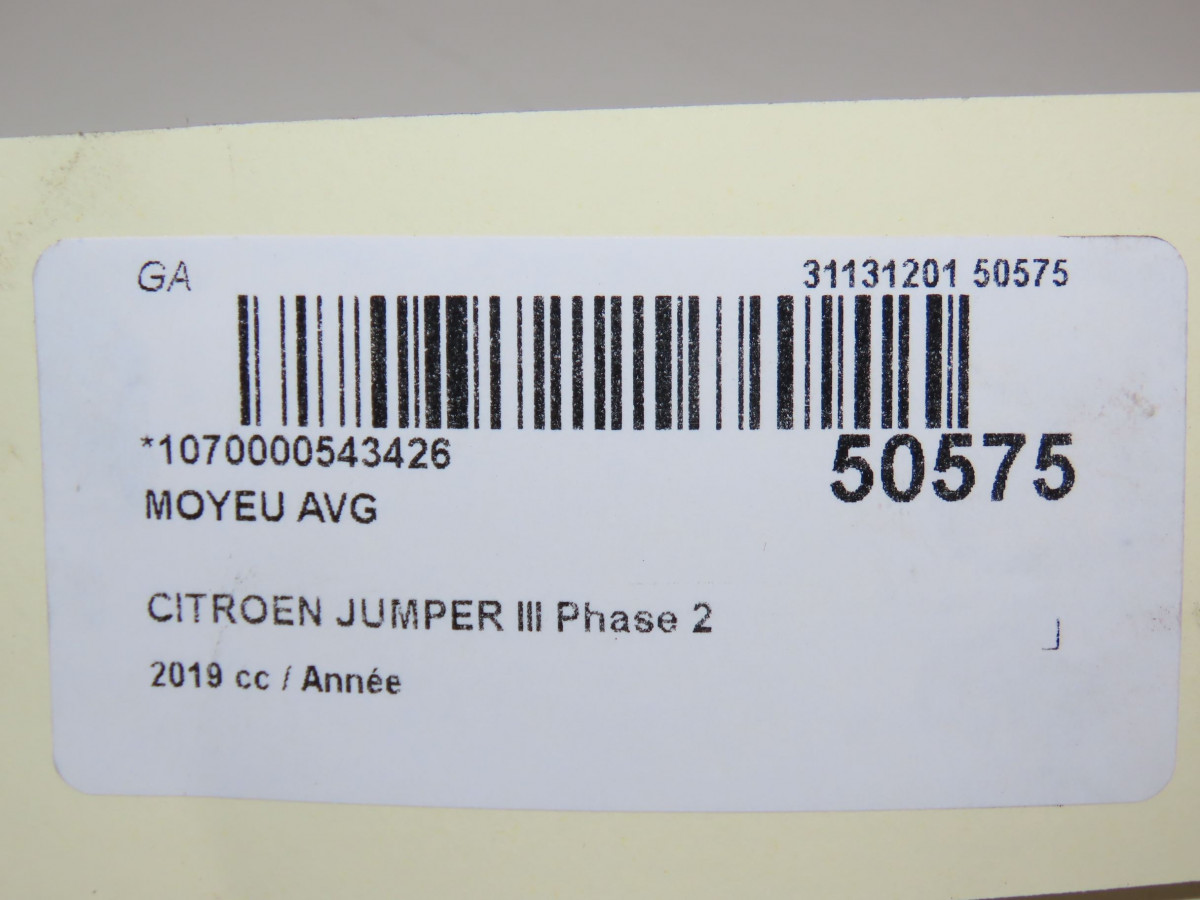 GA 31131201 50575
*1070000543426
50575
MOYEU AVG
CITROEN JUMPER III Phase 2
2019 cc / Année